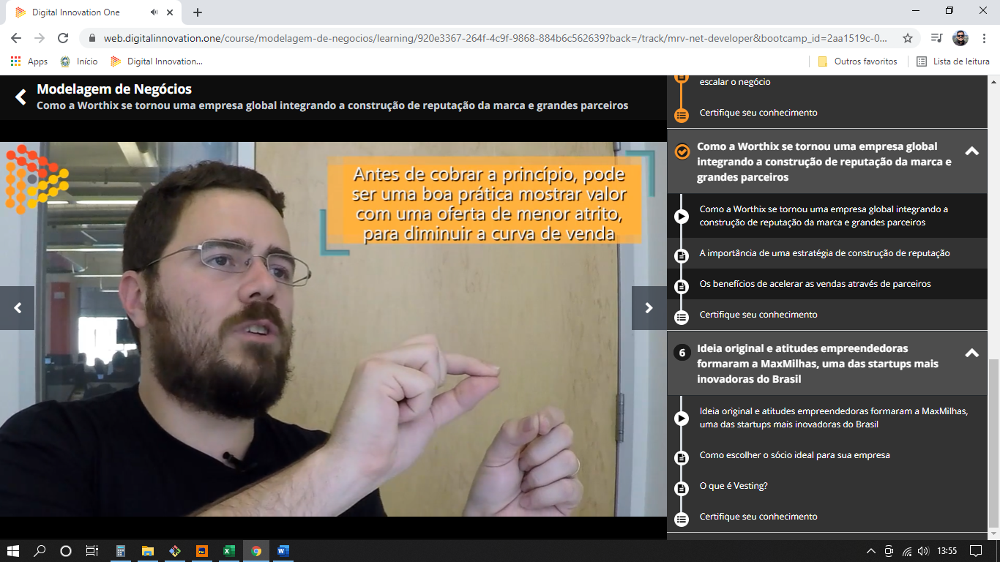 Digital Innovation One
web.digitalinnovation.one/course/modelagem-de-negocios/learning/920e3367-264f-4c9f-9868-884b6c562639?back=/track/mrv-net-developer&bootcamp_id=2aa1519c-0...
Apps
Início
Digital Innovation...
Outros favoritos
Lista de leitura
Modelagem de Negócios
Como a Worthix se tornou uma empresa global integrando a construção de reputação da marca e grandes parceiros
Antes de cobrar a princípio, pode
ser uma boa prática mostrar valor
com uma oferta de menor atrito,
para diminuir a curva de venda
escalar o negócio
Certifique seu conhecimento
Como a Worthix se tornou uma empresa global
integrando a construção de reputação da marca e
grandes parceiros
Como a Worthix se tornou uma empresa global integrando a
construção de reputação da marca e grandes parceiros
A importância de uma estratégia de construção de reputação
Os benefícios de acelerar as vendas através de parceiros
Certifique seu conhecimento
6
Ideia original e atitudes empreendedoras
formaram a MaxMilhas, uma das startups mais
inovadoras do Brasil
Ideia original e atitudes empreendedoras formaram a MaxMilhas,
uma das startups mais inovadoras do Brasil
Como escolher o sócio ideal para sua empresa
O que é Vesting?
Certifique seu conhecimento
13:55